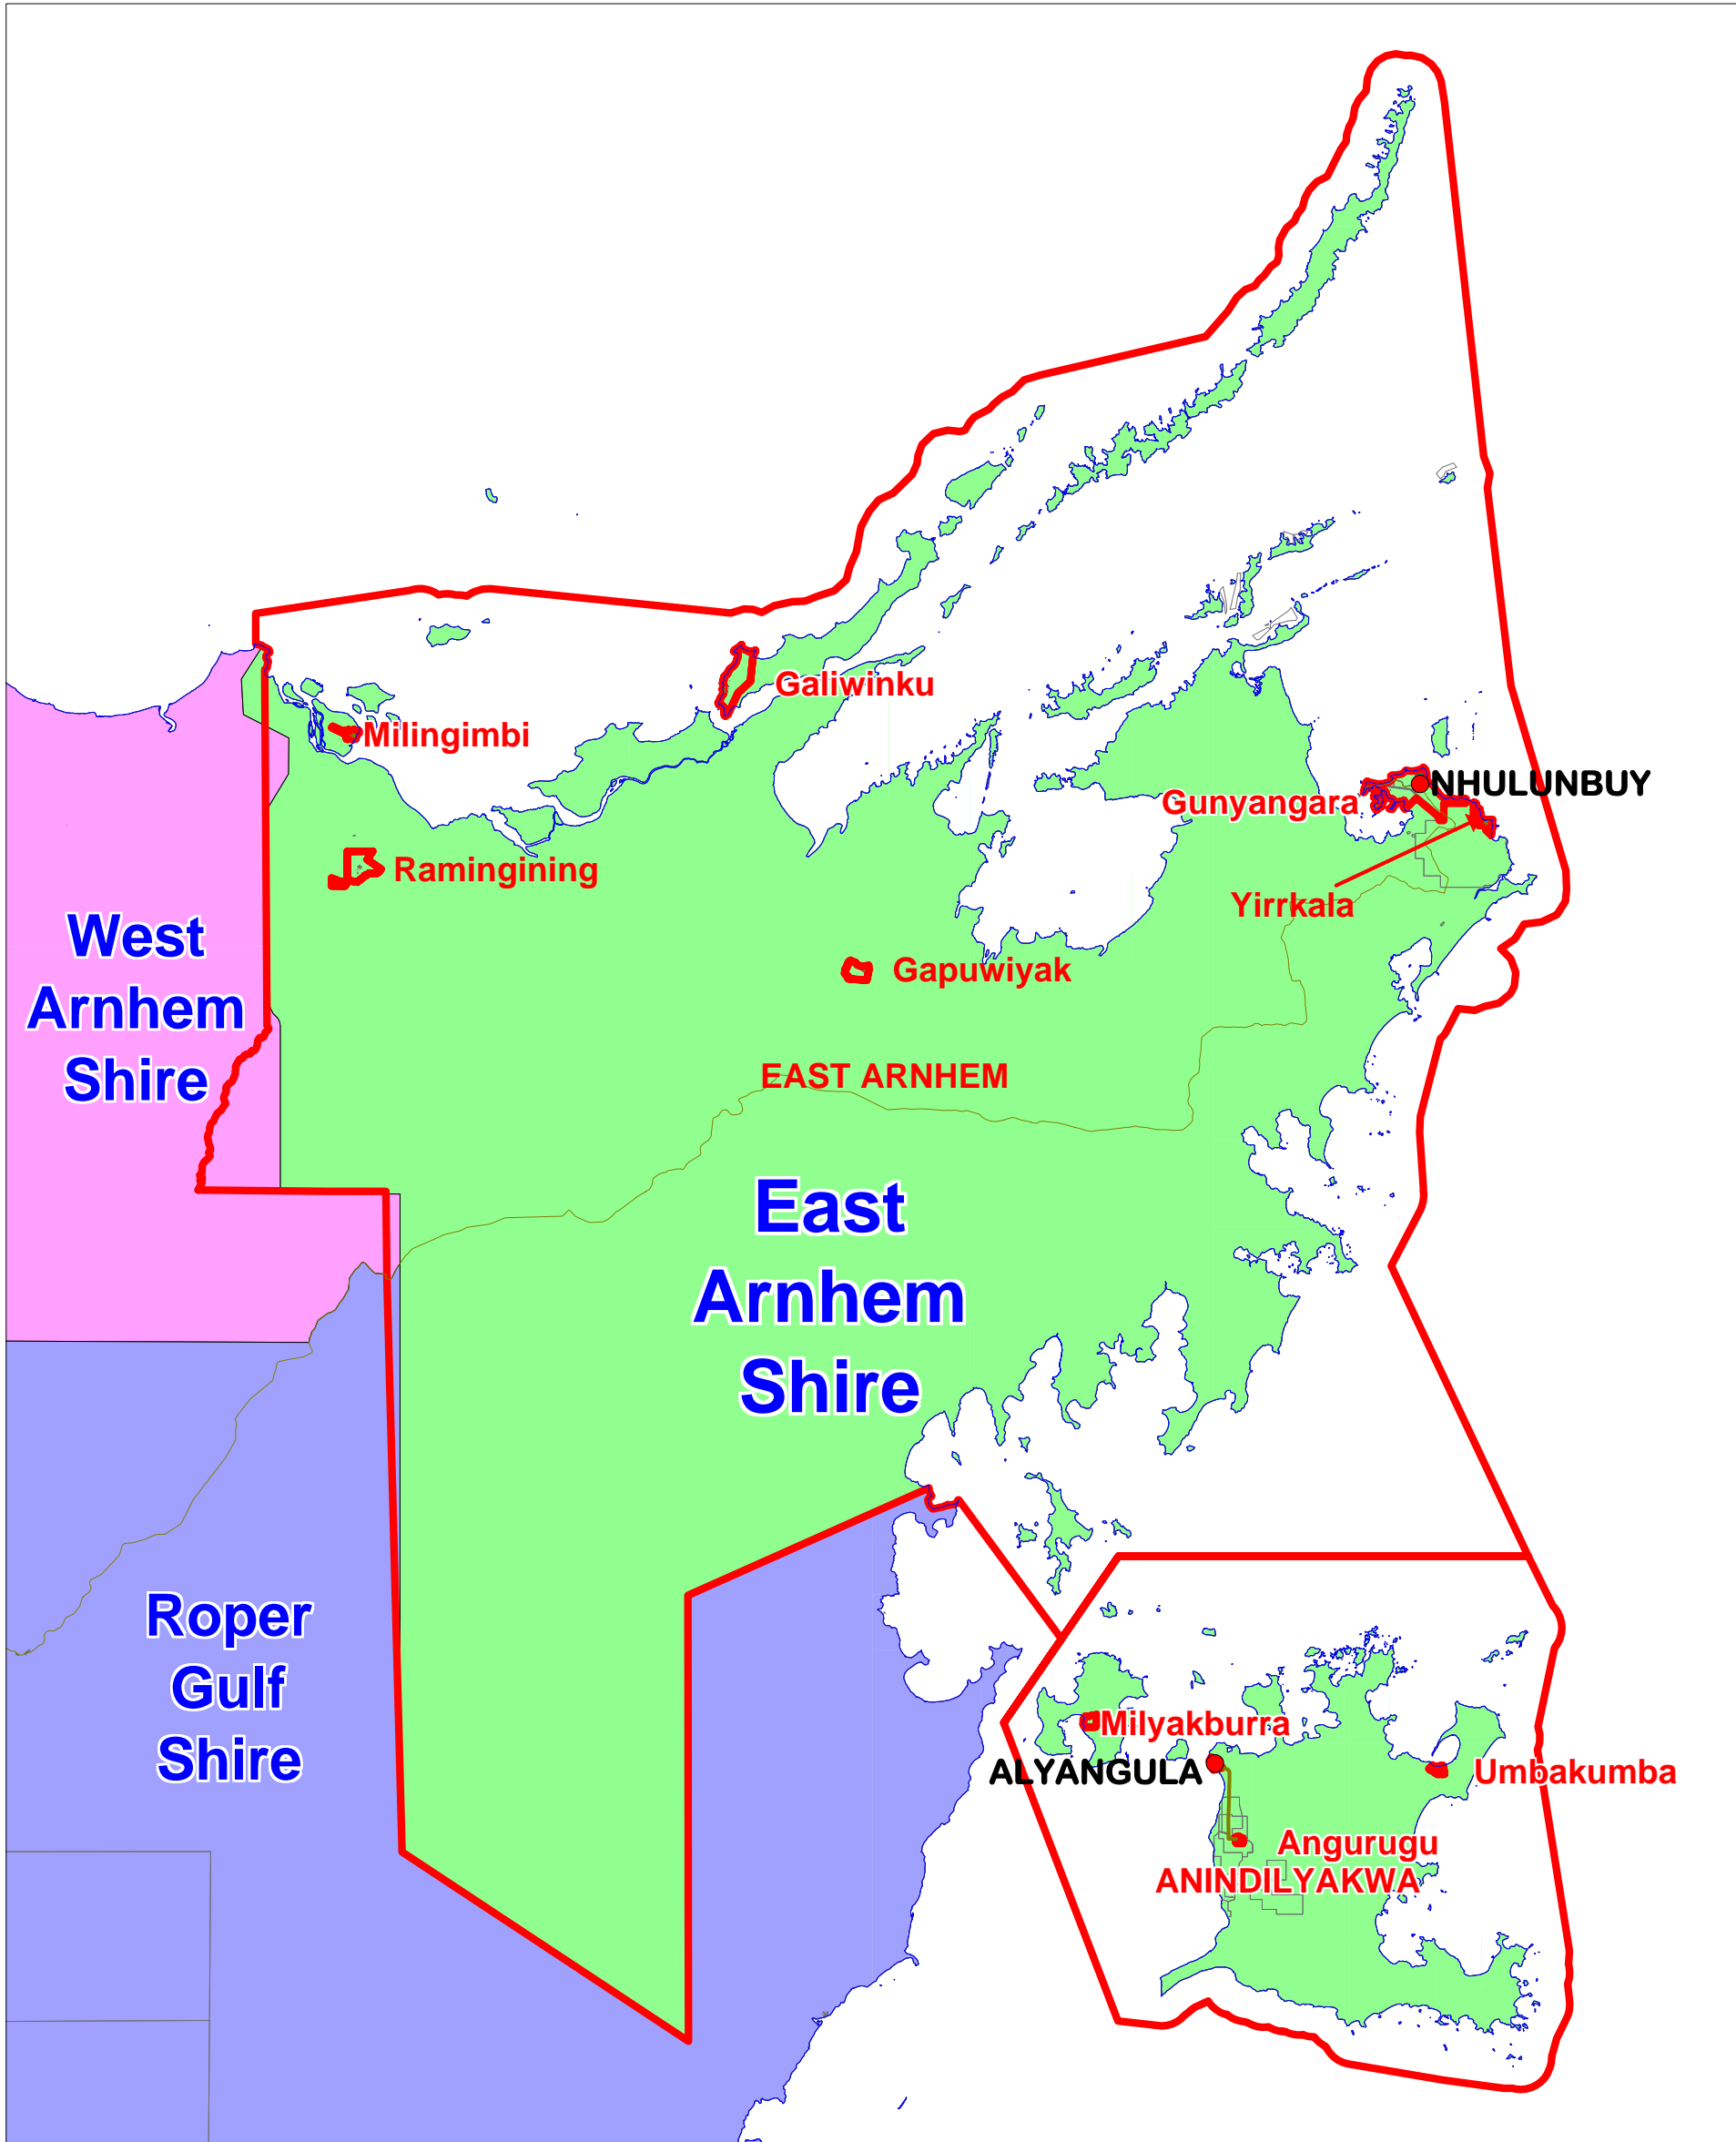 Galiwinku
Milingimbi
NHULUNBUY
Gunyangara
Ramingining
Yirrkala
West
Arnhem
Shire
Gapuwiyak
EAST ARNHEM
East
Arnhem
Shire
Roper
Gulf
Shire
Milyakburra
ALYANGULA
Umbakumba
Angurugu
ANINDILYAKWA